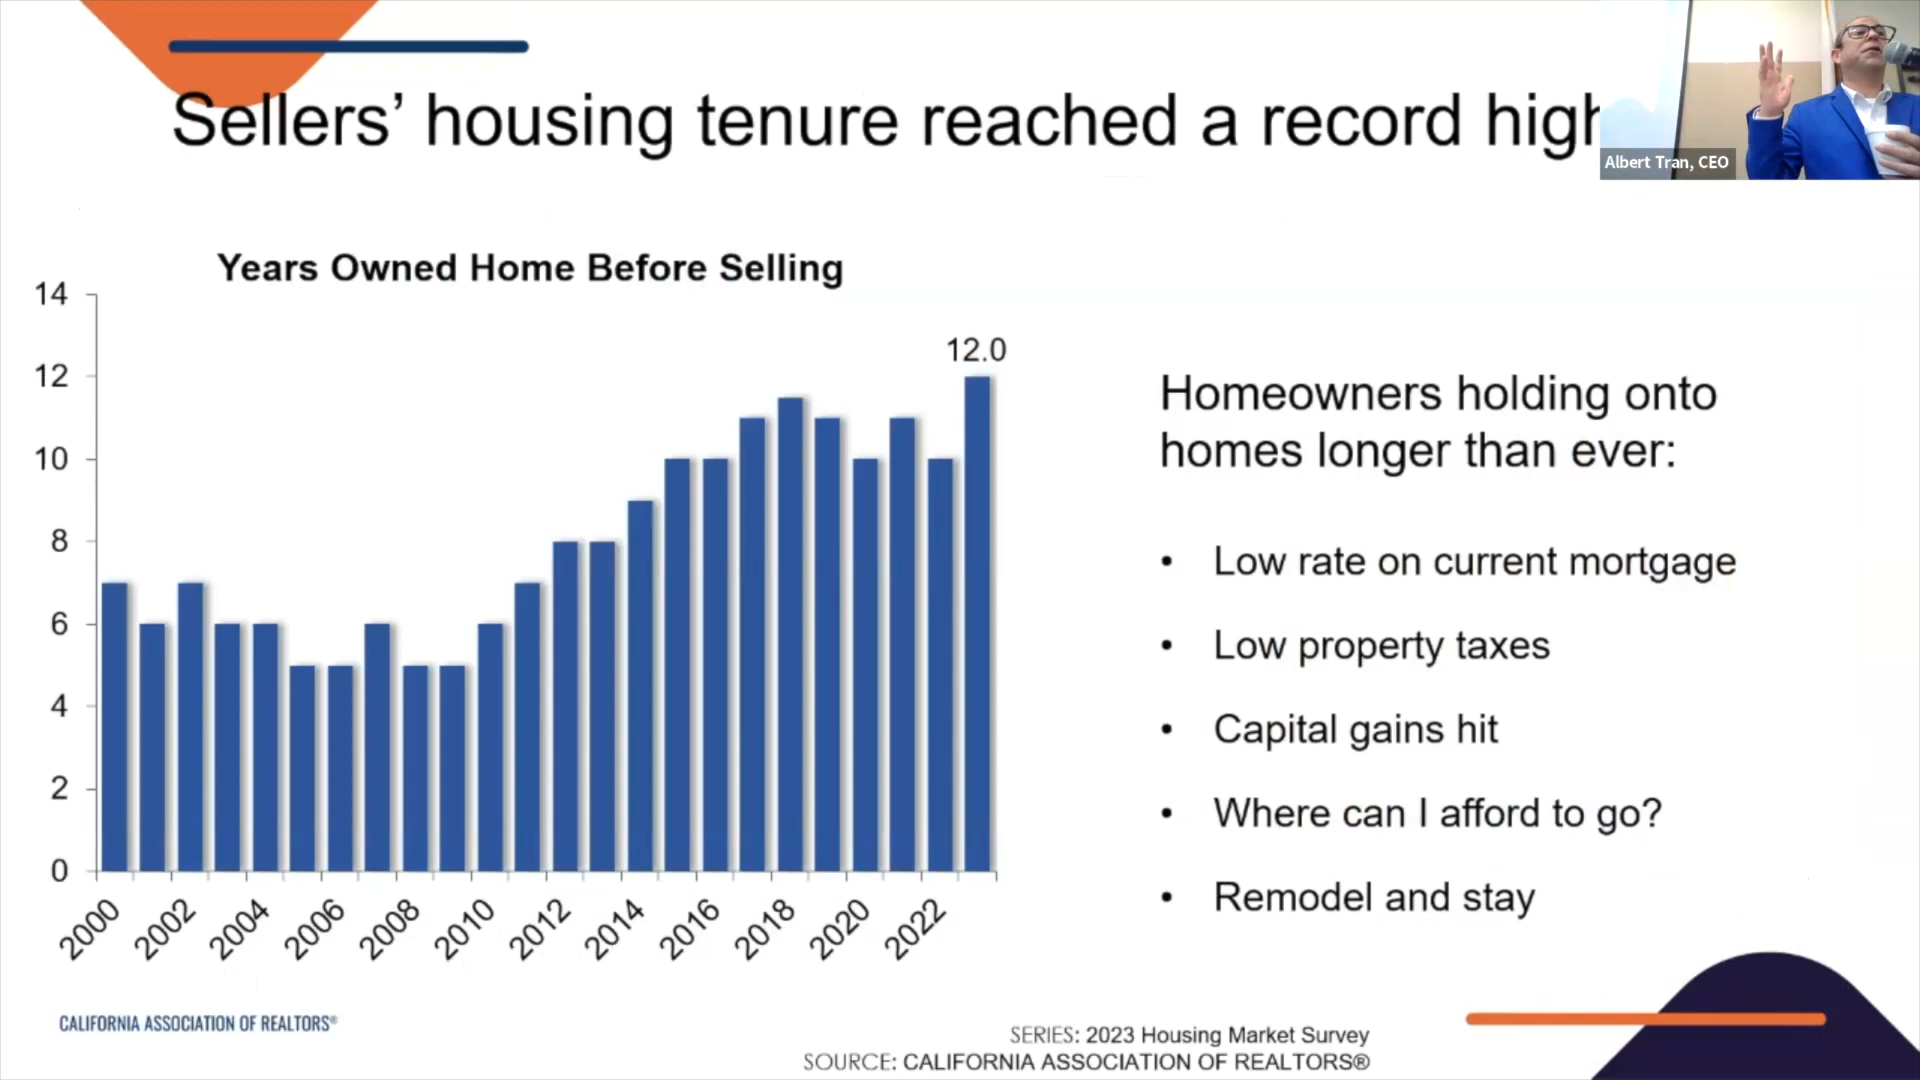 Sellers’ housing tenure reached a record high
Albert Tran, CEO
Years Owned Home Before Selling
14
12
10
8
6
4
2
0
12.0
2000
2002
2004
2006
2008
2010
2012
2014
2016
2018
2020
2022
Homeowners holding onto
homes longer than ever:
• Low rate on current mortgage
• Low property taxes
• Capital gains hit
• Where can I afford to go?
• Remodel and stay
CALIFORNIA ASSOCIATION OF REALTORS®
SERIES: 2023 Housing Market Survey
SOURCE: CALIFORNIA ASSOCIATION OF REALTORS®